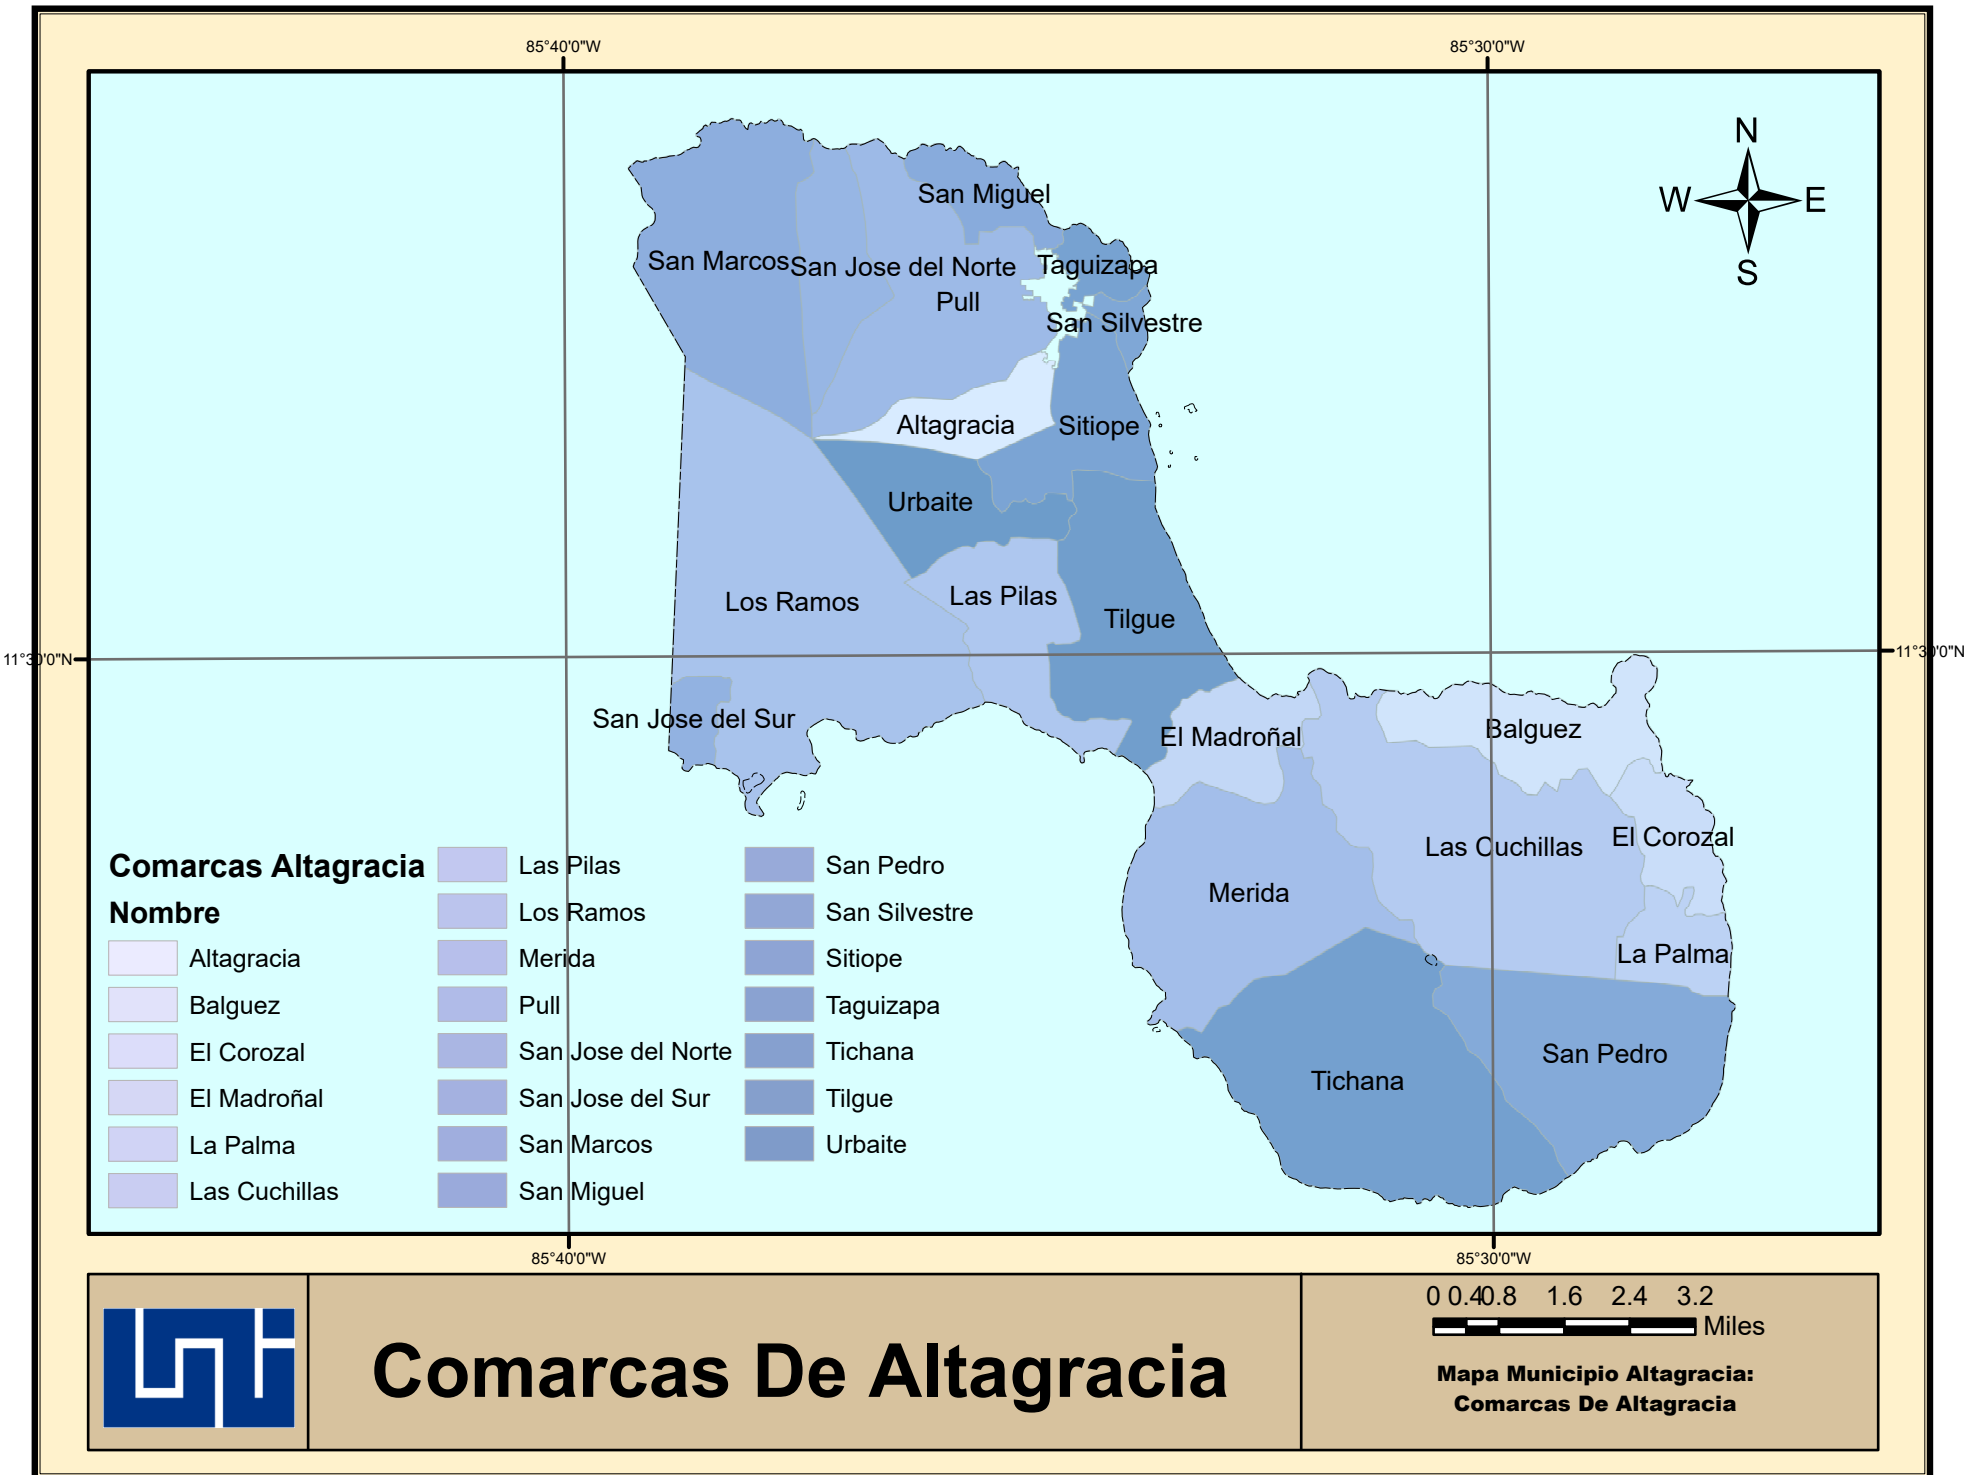 85°40'0"W
85°30'0"W
N
W
E
S
San Miguel
San Marcos
San Jose del Norte
Taguizapa
Pull
San Silvestre
Altagracia
Sitiope
Urbaite
Las Pilas
Los Ramos
Tilgue
11°30'0"N
11°30'0"N
San Jose del Sur
El Madroñal
Balguez
Las Cuchillas
El Corozal
Merida
La Palma
San Pedro
Tichana
Comarcas Altagracia
Nombre
Altagracia
Balguez
El Corozal
El Madroñal
La Palma
Las Cuchillas
Las Pilas
Los Ramos
Merida
Pull
San Jose del Norte
San Jose del Sur
San Marcos
San Miguel
San Pedro
San Silvestre
Sitiope
Taguizapa
Tichana
Tilgue
Urbaite
85°40'0"W
85°30'0"W
Comarcas De Altagracia
0 0.4 0.8 1.6 2.4 3.2
Miles
Mapa Municipio Altagracia:
Comarcas De Altagracia